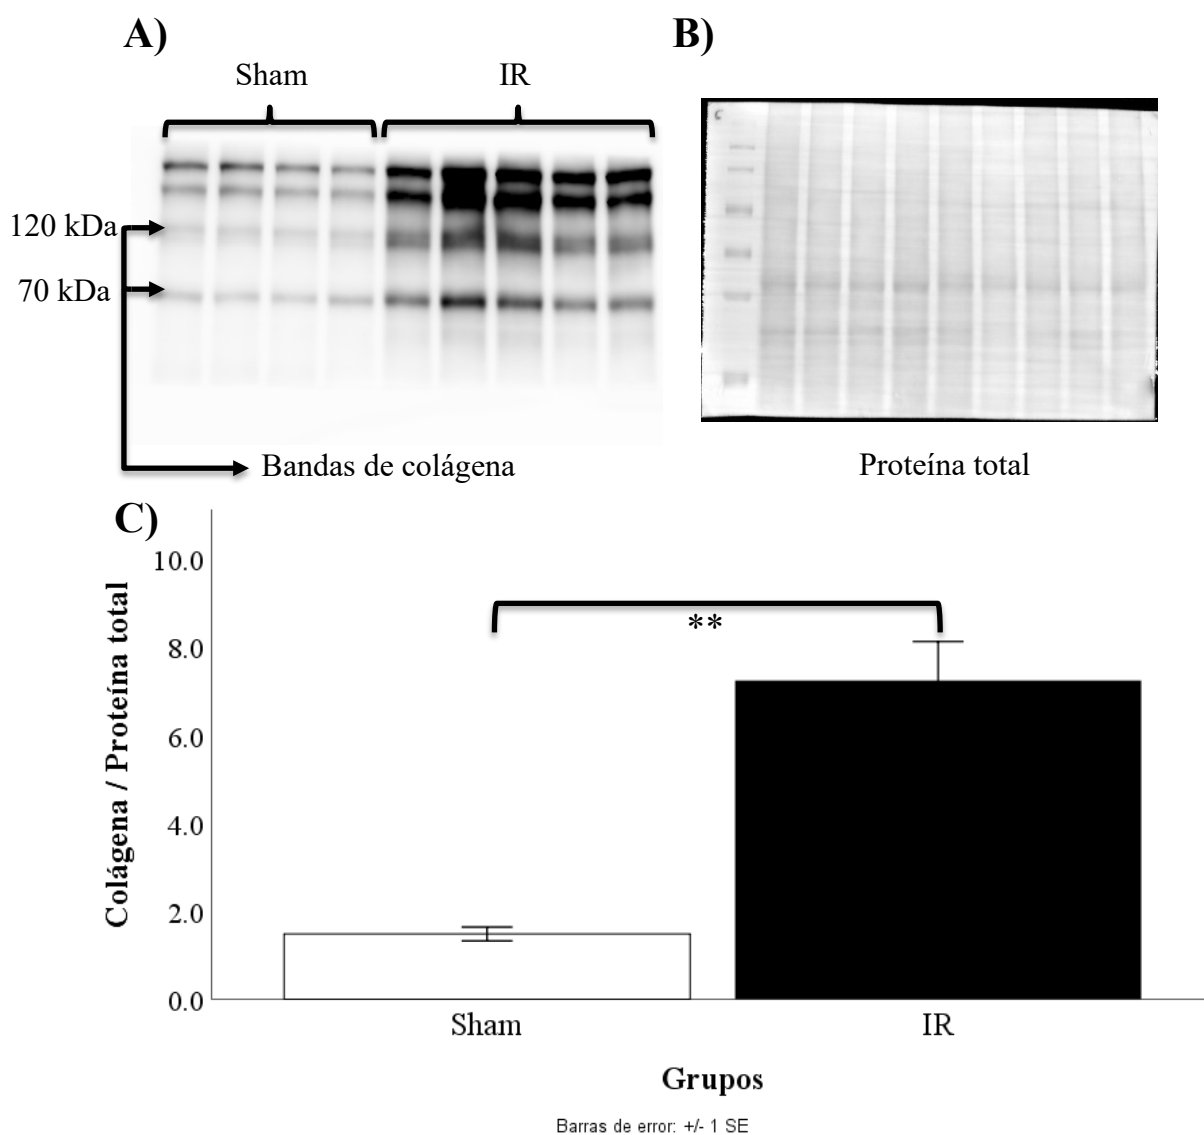 A)
B)
Sham
IR
120 kDa
70 kDa
Bandas de colágena
Proteína total
C)
Colágena / Proteína total
10.0
8.0
6.0
4.0
2.0
0.0
**
Sham
IR
Grupos
Barras de error: +/- 1 SE